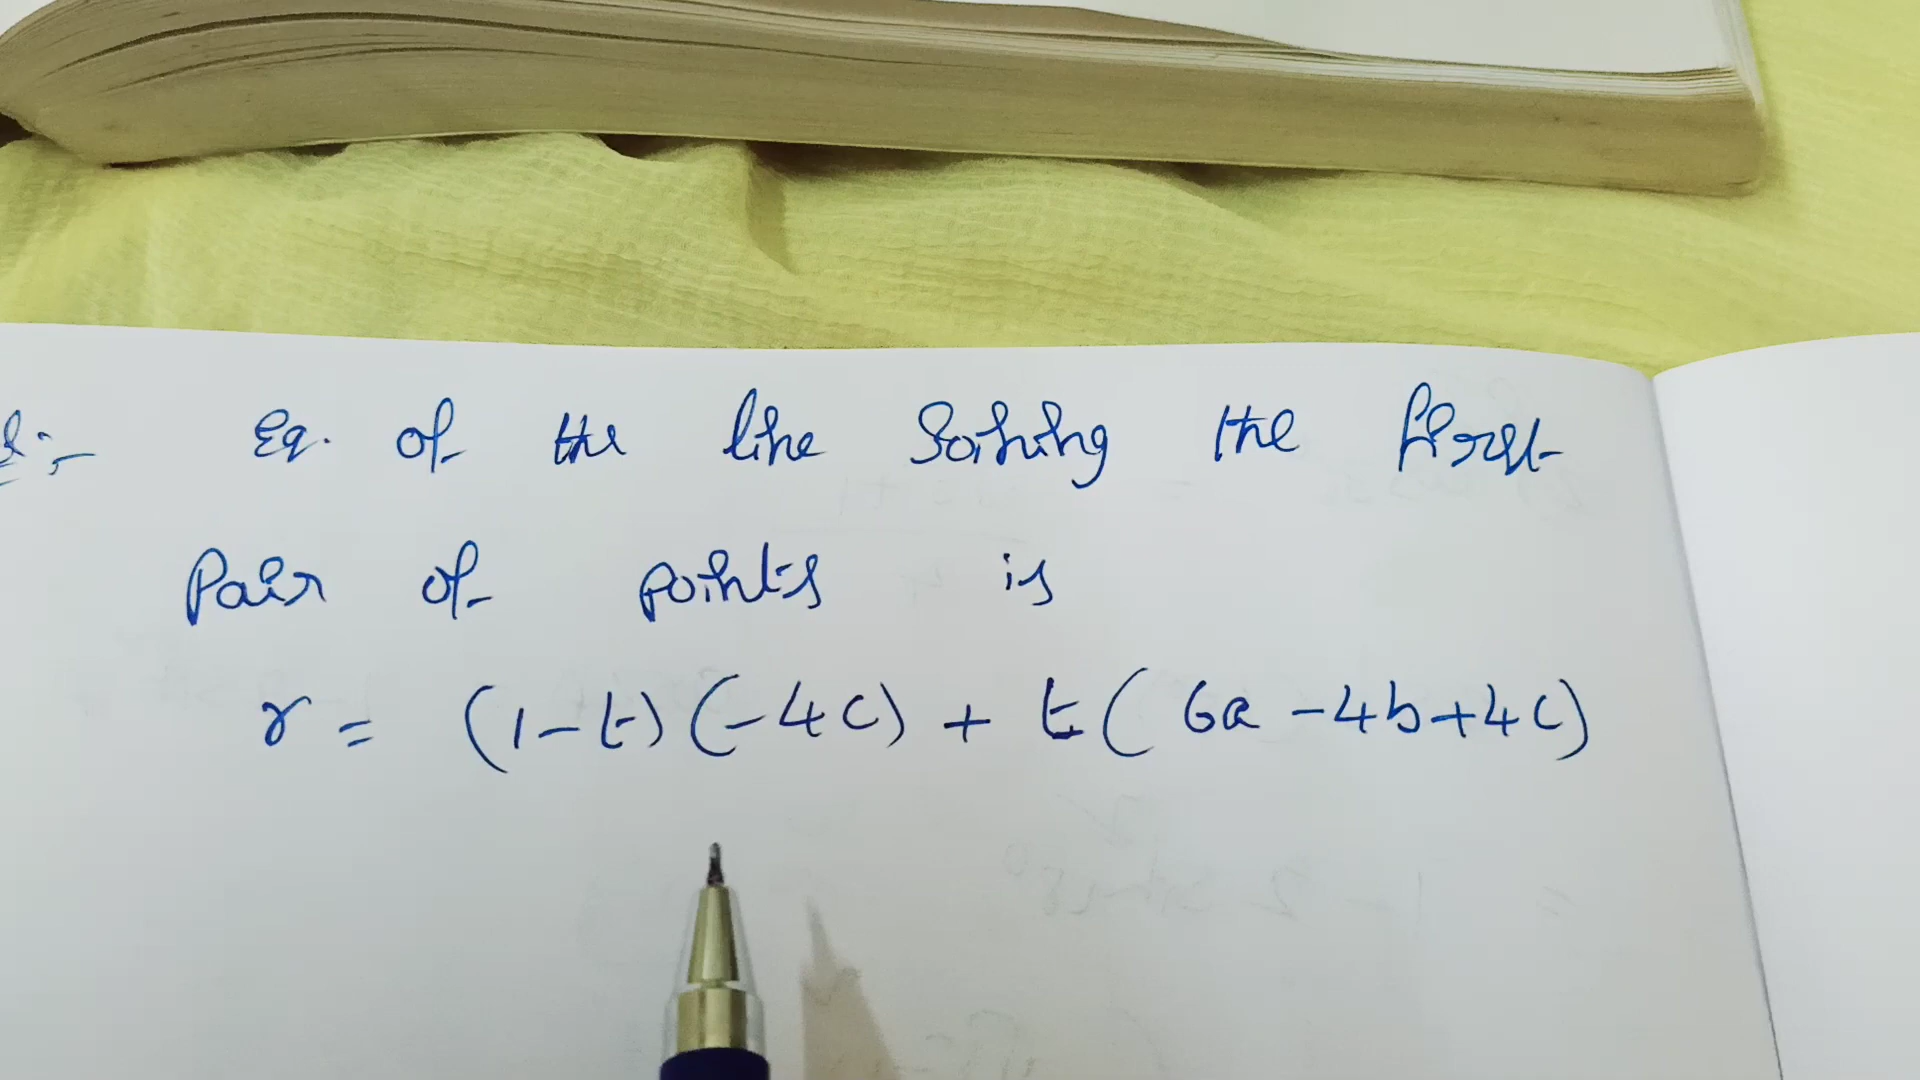 Eq. of the line Joining the first
Pair of points is
r = (1-t)(-4c) + t(6a-4b+4c)